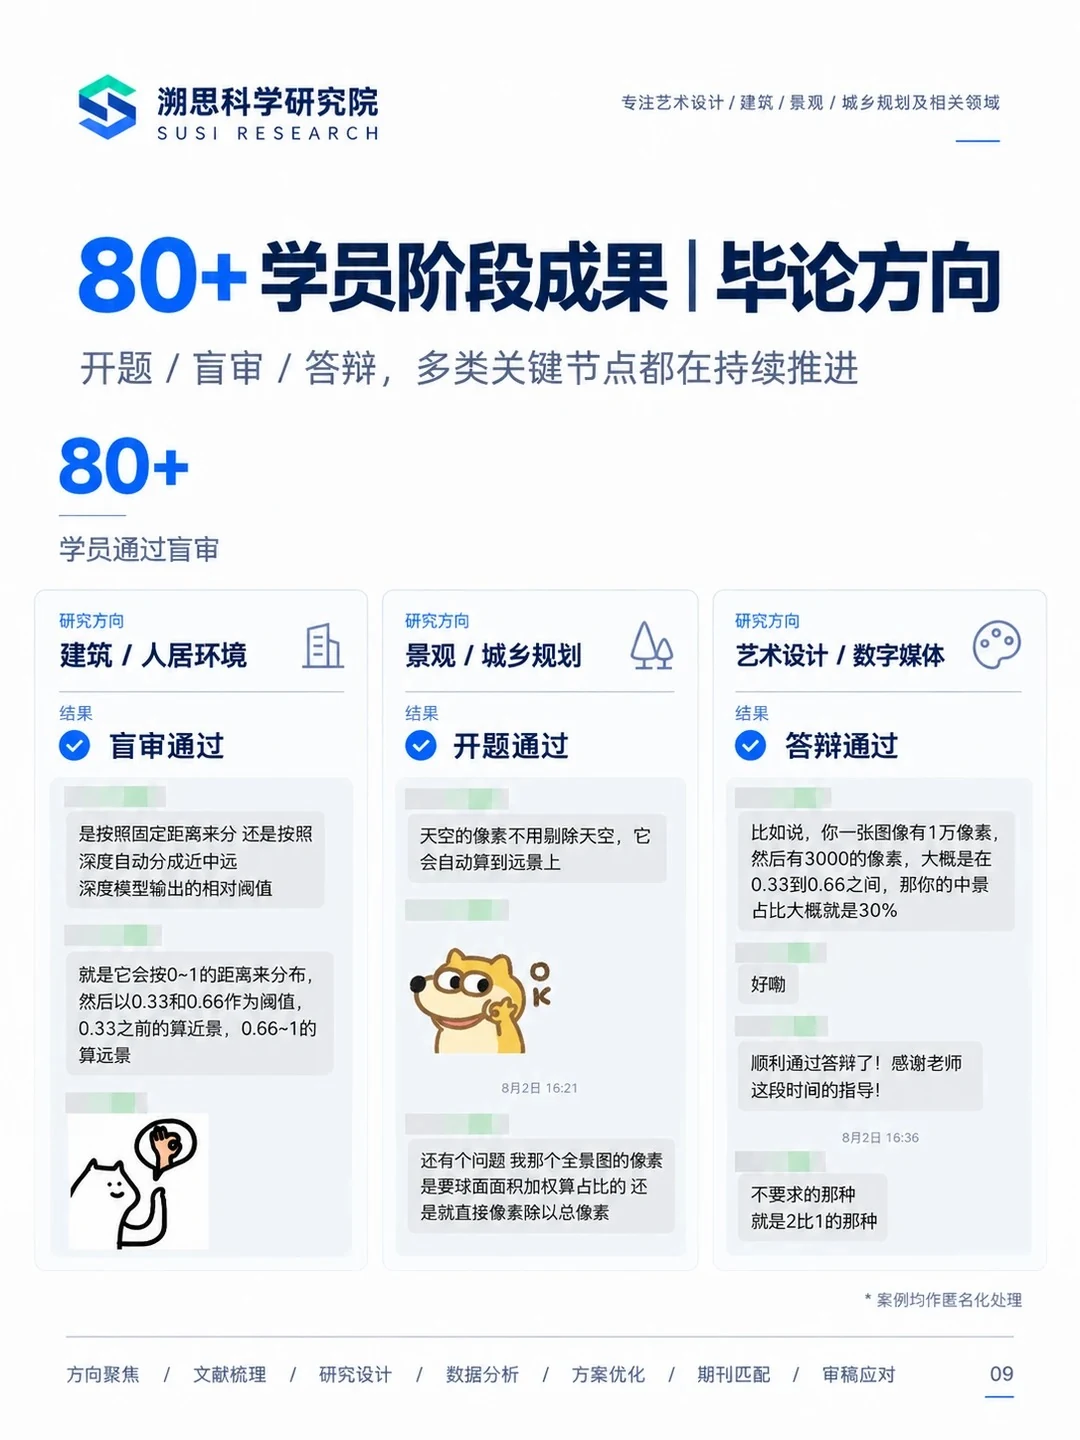 溯思科学研究院
SUSI RESEARCH
专注艺术设计 / 建筑 / 景观 / 城乡规划及相关领域
80+学员阶段成果|毕论方向
开题 / 盲审 / 答辩，多类关键节点都在持续推进
80+
学员通过盲审
研究方向
建筑 / 人居环境
结果
盲审通过
是按照固定距离来分 还是按照
深度自动分成近中远
深度模型输出的相对阈值
就是它会按0~1的距离来分布，
然后以0.33和0.66作为阈值，
0.33之前的算近景，0.66~1的
算远景
研究方向
景观 / 城乡规划
结果
开题通过
天空的像素不用剔除天空，它
会自动算到远景上
OK
8月2日 16:21
还有个问题 我那个全景图的像素
是要球面面积加权算占比的 还
是就直接像素除以总像素
研究方向
艺术设计 / 数字媒体
结果
答辩通过
比如说，你一张图像有1万像素，
然后有3000的像素，大概是在
0.33到0.66之间，那你的中景
占比大概就是30%
好嘞
顺利通过答辩了！感谢老师
这段时间的指导！
8月2日 16:36
不要求的那种
就是2比1的那种
* 案例均作匿名化处理
方向聚焦 / 文献梳理 / 研究设计 / 数据分析 / 方案优化 / 期刊匹配 / 审稿应对
09